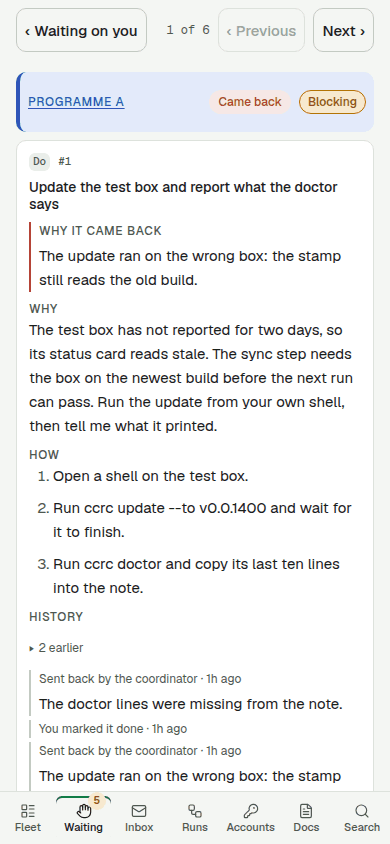 ‹ Waiting on you
1 of 6
‹ Previous
Next ›
PROGRAMME A
Came back
Blocking
Do #1
Update the test box and report what the doctor
says
WHY IT CAME BACK
The update ran on the wrong box: the stamp
still reads the old build.
WHY
The test box has not reported for two days, so
its status card reads stale. The sync step needs
the box on the newest build before the next run
can pass. Run the update from your own shell,
then tell me what it printed.
HOW
1. Open a shell on the test box.
2. Run ccrc update --to v0.0.1400 and wait for
it to finish.
3. Run ccrc doctor and copy its last ten lines
into the note.
HISTORY
▸ 2 earlier
Sent back by the coordinator · 1h ago
The doctor lines were missing from the note.
You marked it done · 1h ago
Sent back by the coordinator · 1h ago
The update ran on the wrong box: the stamp
5
Fleet
Waiting
Inbox
Runs
Accounts
Docs
Search